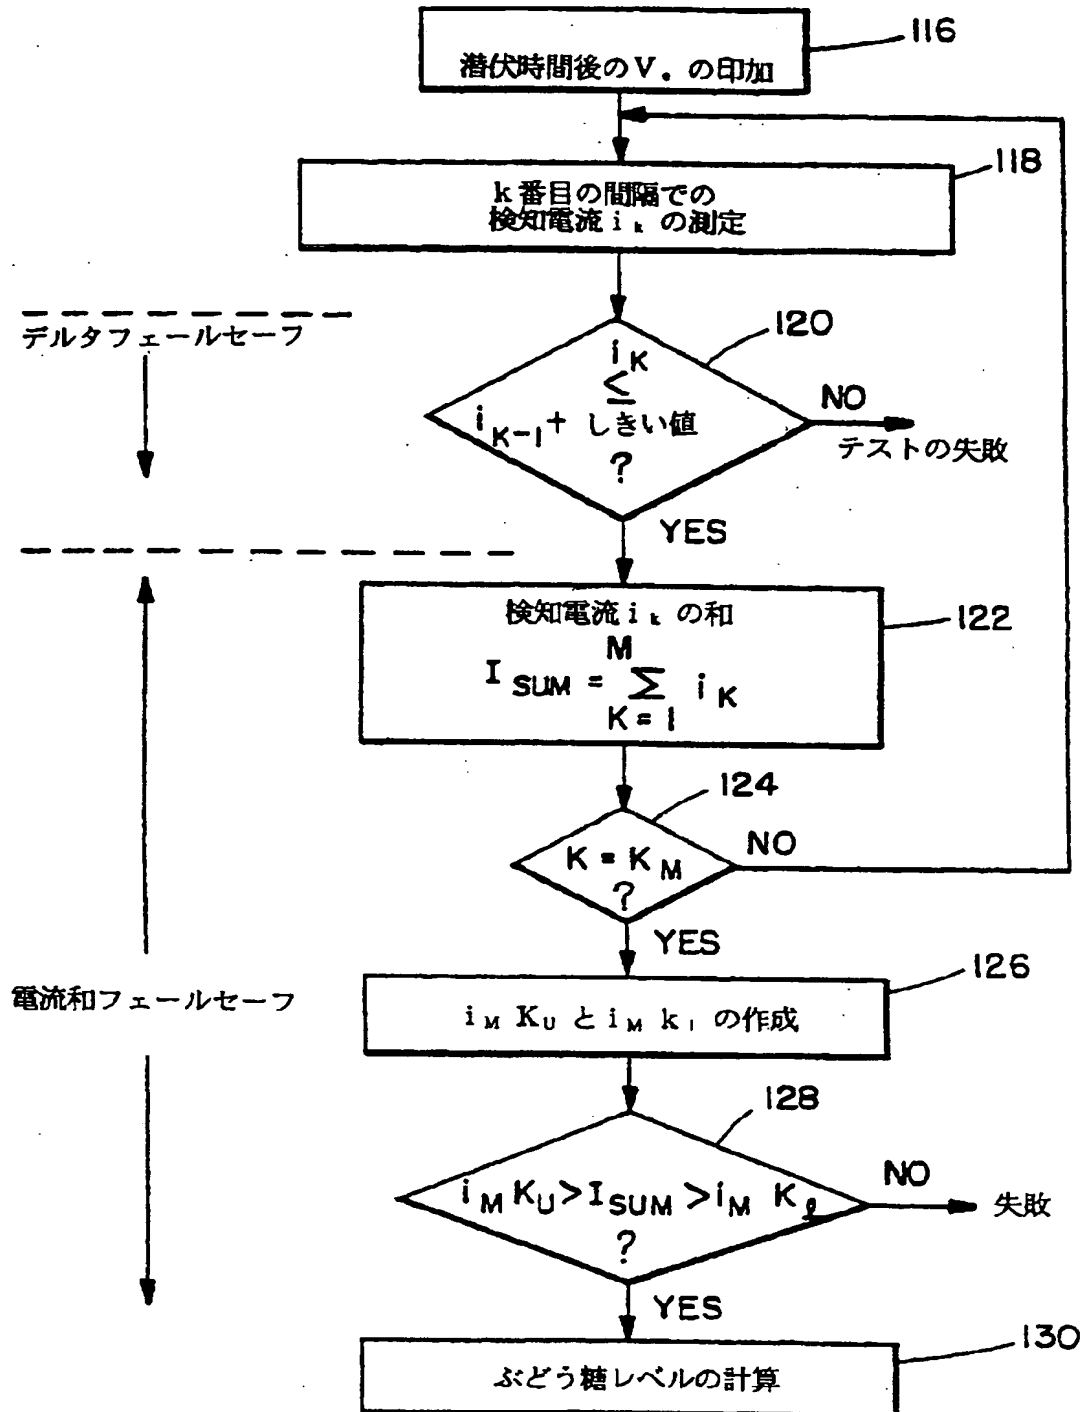 116
潜伏時間後のV。の印加
118
k番目の間隔での
検知電流iₖの測定
デルタフェールセーフ
120
iK
≤
iK-1+ しきい値
?
NO
テストの失敗
YES
検知電流iₖの和
122
M
ISUM = Σ iK
K = 1
124
K = KM
?
NO
YES
電流和フェールセーフ
126
iM KU と iM kl の作成
128
iM KU > ISUM > iM Kℓ
?
NO
失敗
YES
130
ぶどう糖レベルの計算